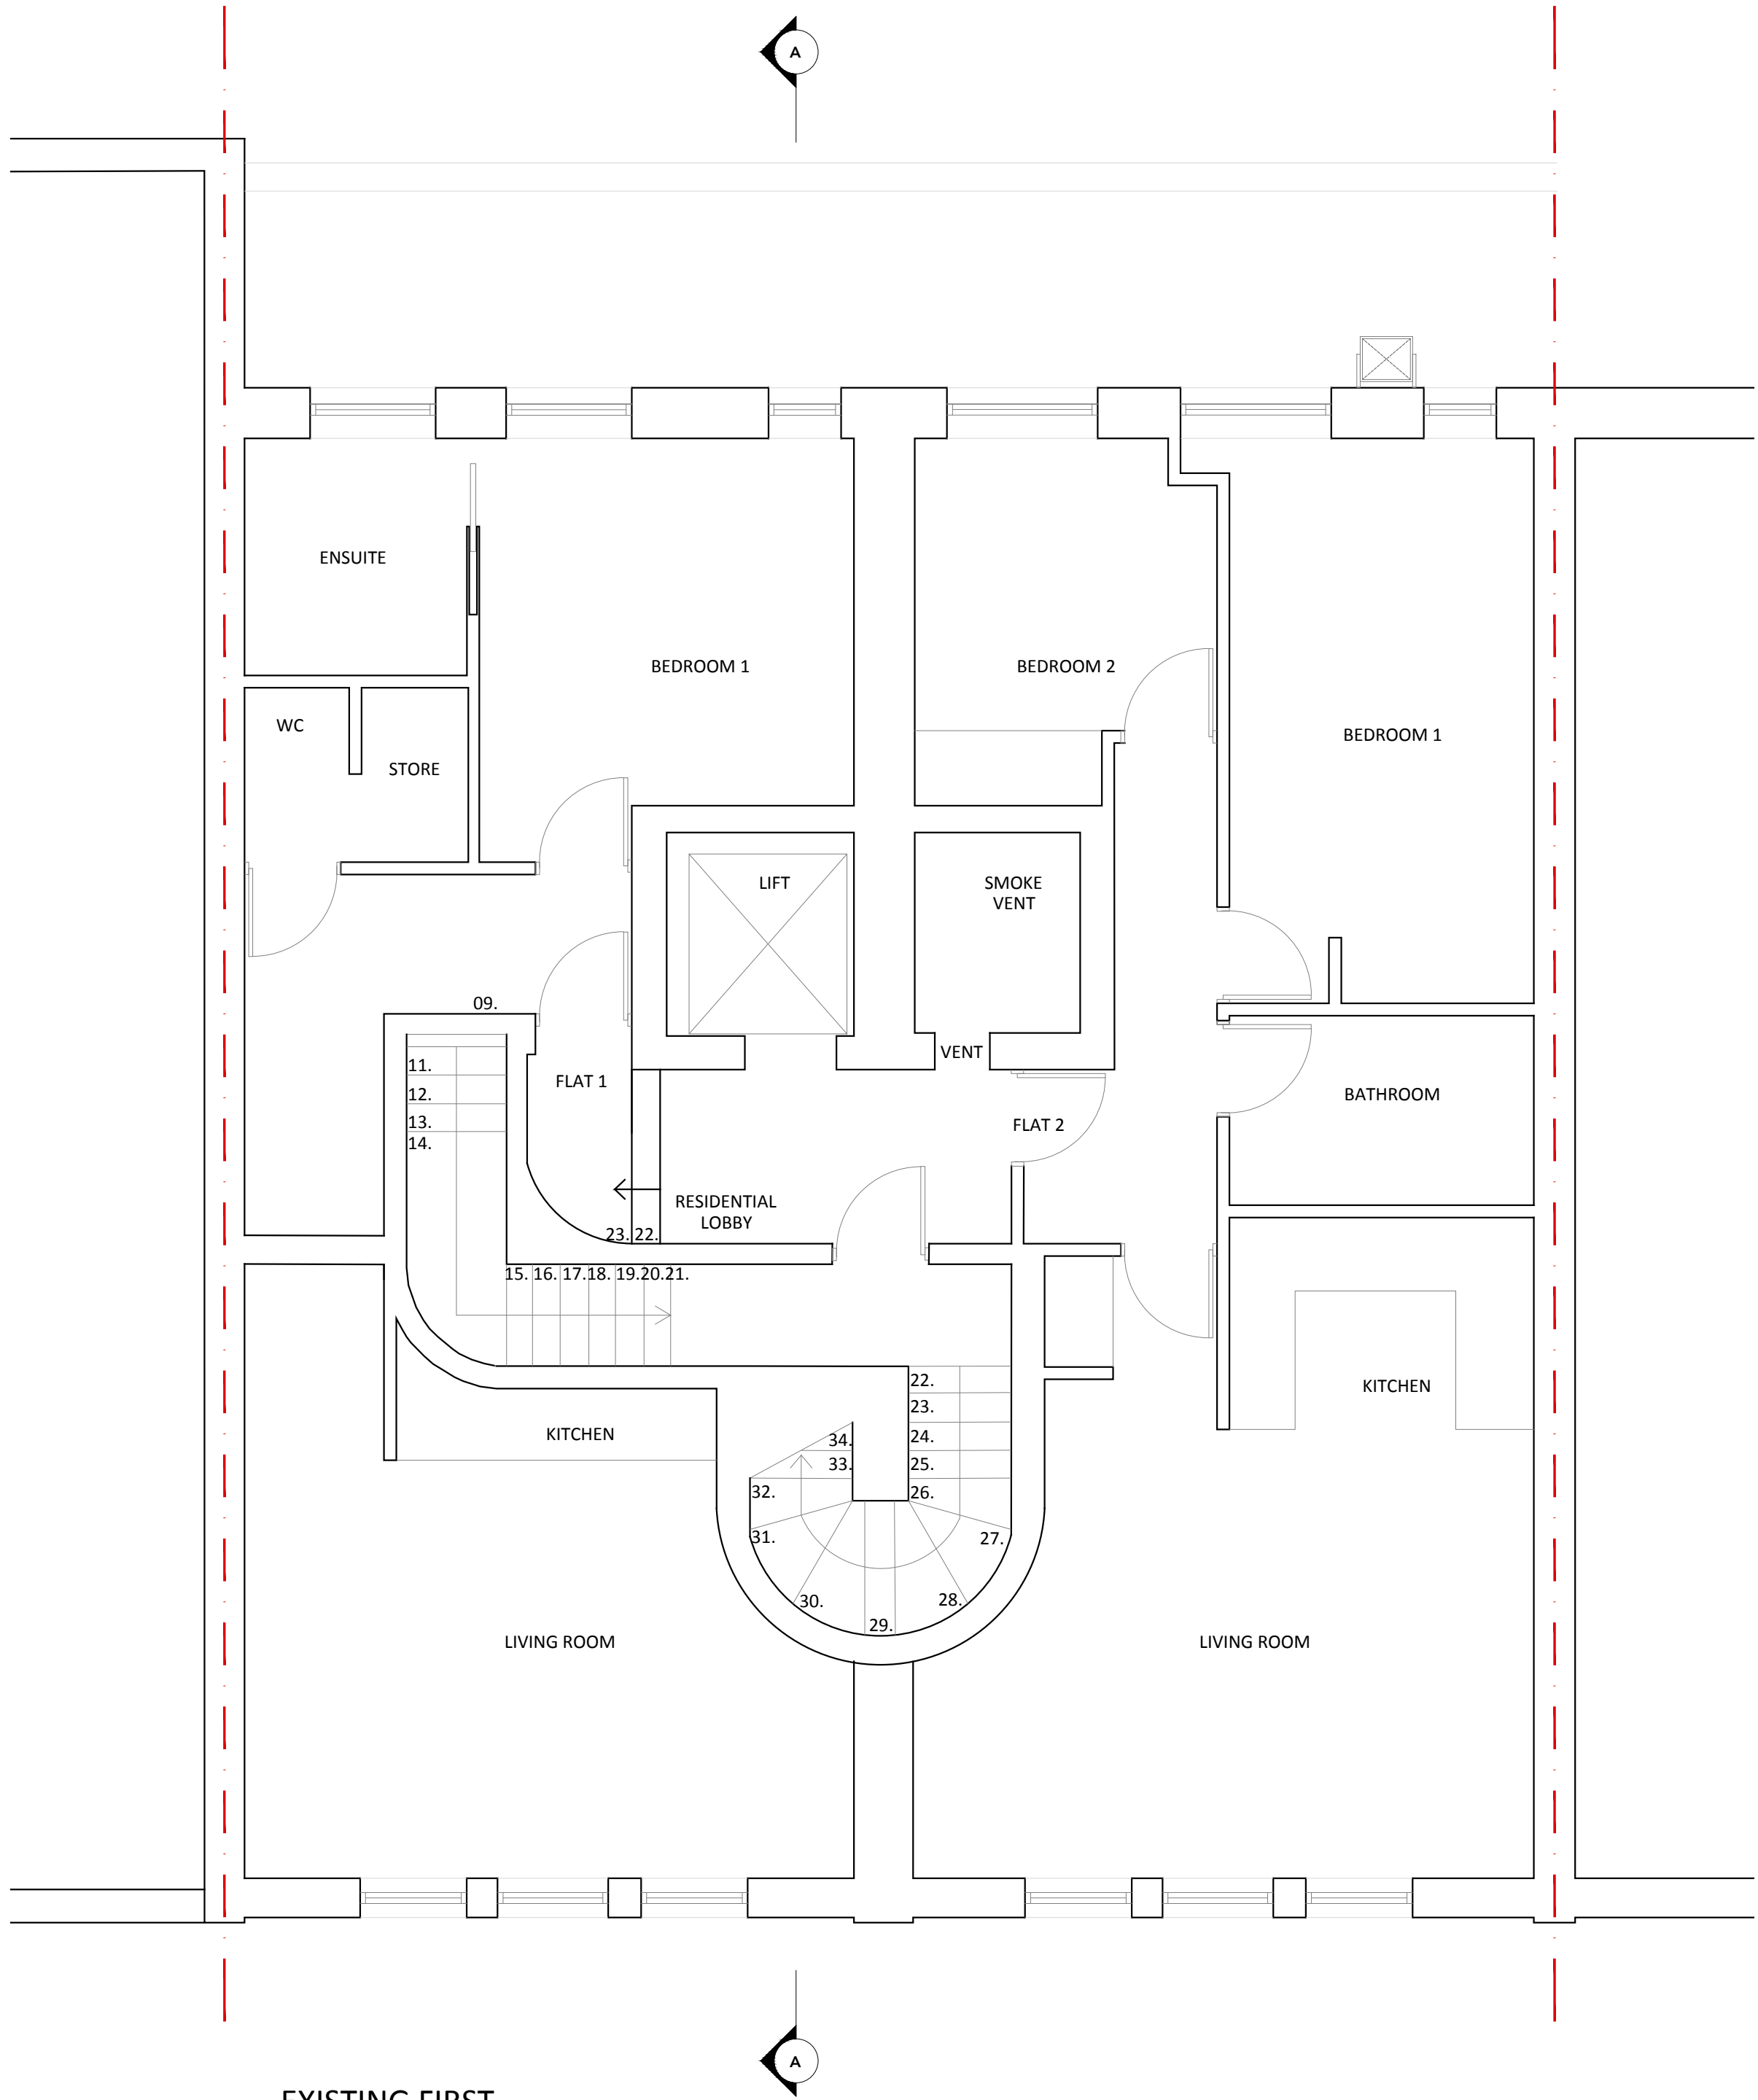 A
ENSUITE
BEDROOM 1
BEDROOM 2
WC
BEDROOM 1
STORE
LIFT
SMOKE
VENT
09.
VENT
11.
FLAT 1
12.
BATHROOM
13.
FLAT 2
14.
RESIDENTIAL
LOBBY
23. 22.
15. 16. 17. 18. 19. 20. 21.
22.
KITCHEN
23.
KITCHEN
34.
24.
33.
25.
32.
26.
31.
27.
30.
28.
29.
LIVING ROOM
LIVING ROOM
A
EXISTING FIRST